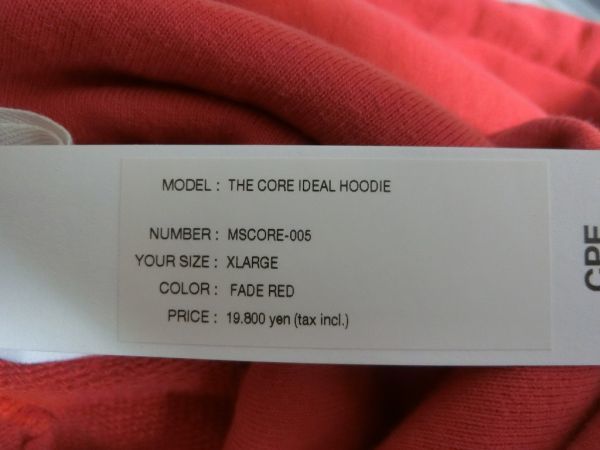 MODEL : THE CORE IDEAL HOODIE
NUMBER : MSCORE-005
YOUR SIZE : XLARGE
COLOR : FADE RED
PRICE : 19.800 yen (tax incl.)